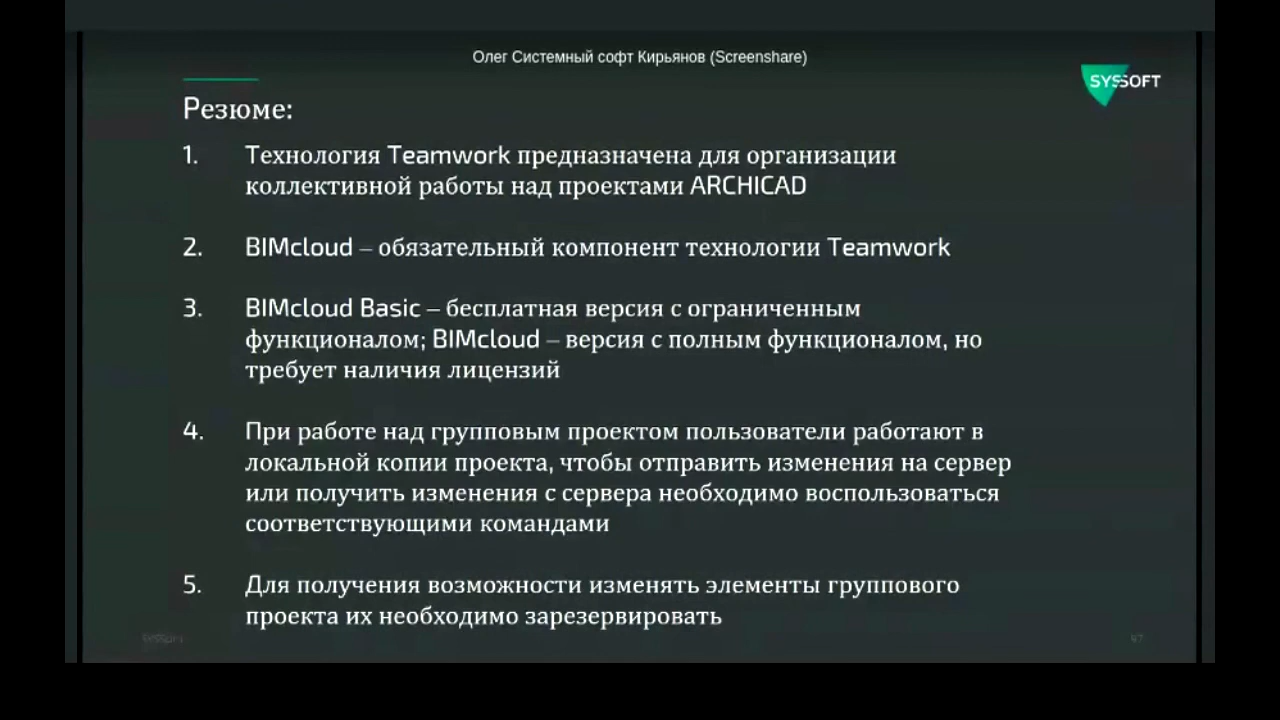 Олег Системный софт Кирьянов (Screenshare)
SYSSOFT
Резюме:
1. Технология Teamwork предназначена для организации
коллективной работы над проектами ARCHICAD
2. BIMcloud – обязательный компонент технологии Teamwork
3. BIMcloud Basic – бесплатная версия с ограниченным
функционалом; BIMcloud – версия с полным функционалом, но
требует наличия лицензий
4. При работе над групповым проектом пользователи работают в
локальной копии проекта, чтобы отправить изменения на сервер
или получить изменения с сервера необходимо воспользоваться
соответствующими командами
5. Для получения возможности изменять элементы группового
проекта их необходимо зарезервировать